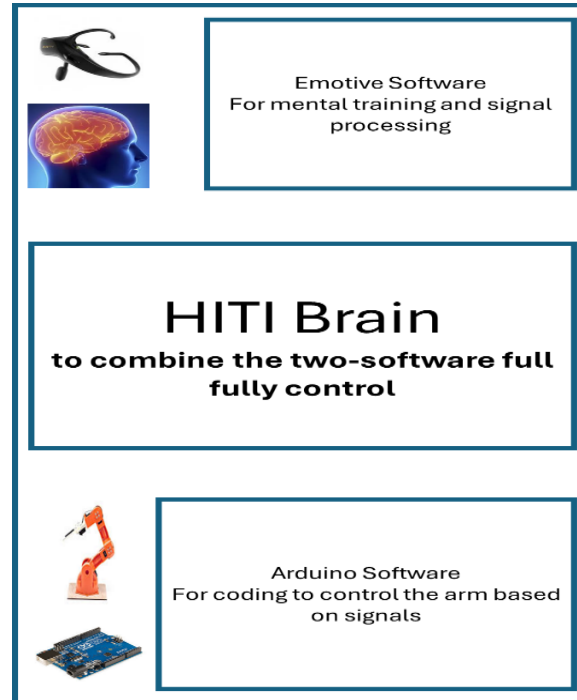 Emotive Software
For mental training and signal
processing
HITI Brain
to combine the two-software full
fully control
Arduino Software
For coding to control the arm based
on signals